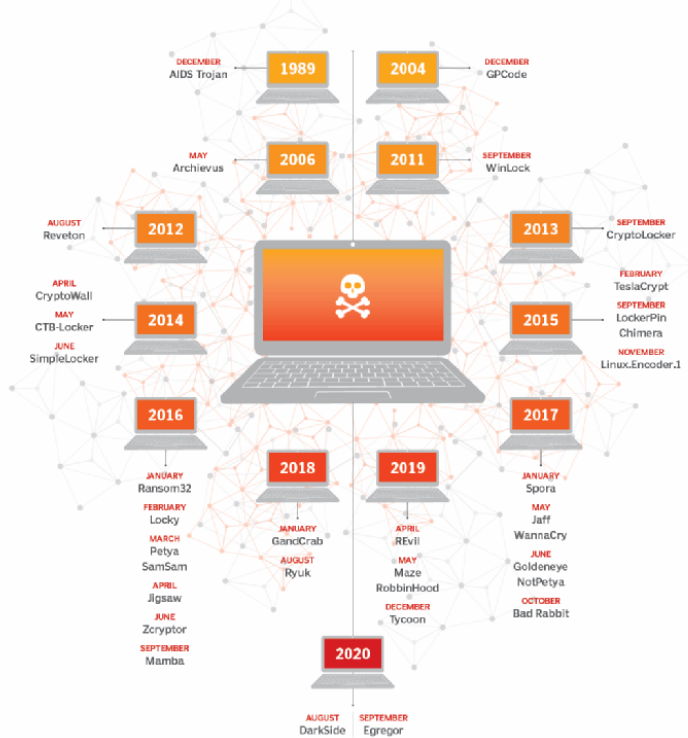 1989
DECEMBER
AIDS Trojan
2004
DECEMBER
GPCode
2006
MAY
Archievus
2011
SEPTEMBER
WinLock
2012
AUGUST
Reveton
2013
SEPTEMBER
CryptoLocker
2014
APRIL
CryptoWall
MAY
CTB-Locker
JUNE
SimpleLocker
2015
FEBRUARY
TeslaCrypt
SEPTEMBER
LockerPin
Chimera
NOVEMBER
Linux.Encoder.1
2016
JANUARY
Ransom32
FEBRUARY
Locky
MARCH
Petya
SamSam
APRIL
Jigsaw
JUNE
Zcryptor
SEPTEMBER
Mamba
2017
JANUARY
Spora
MAY
Jaff
WannaCry
JUNE
Goldeneye
NotPetya
OCTOBER
Bad Rabbit
2018
JANUARY
GandCrab
AUGUST
Ryuk
2019
APRIL
REvil
MAY
Maze
RobbinHood
DECEMBER
Tycoon
2020
AUGUST
DarkSide
SEPTEMBER
Egregor